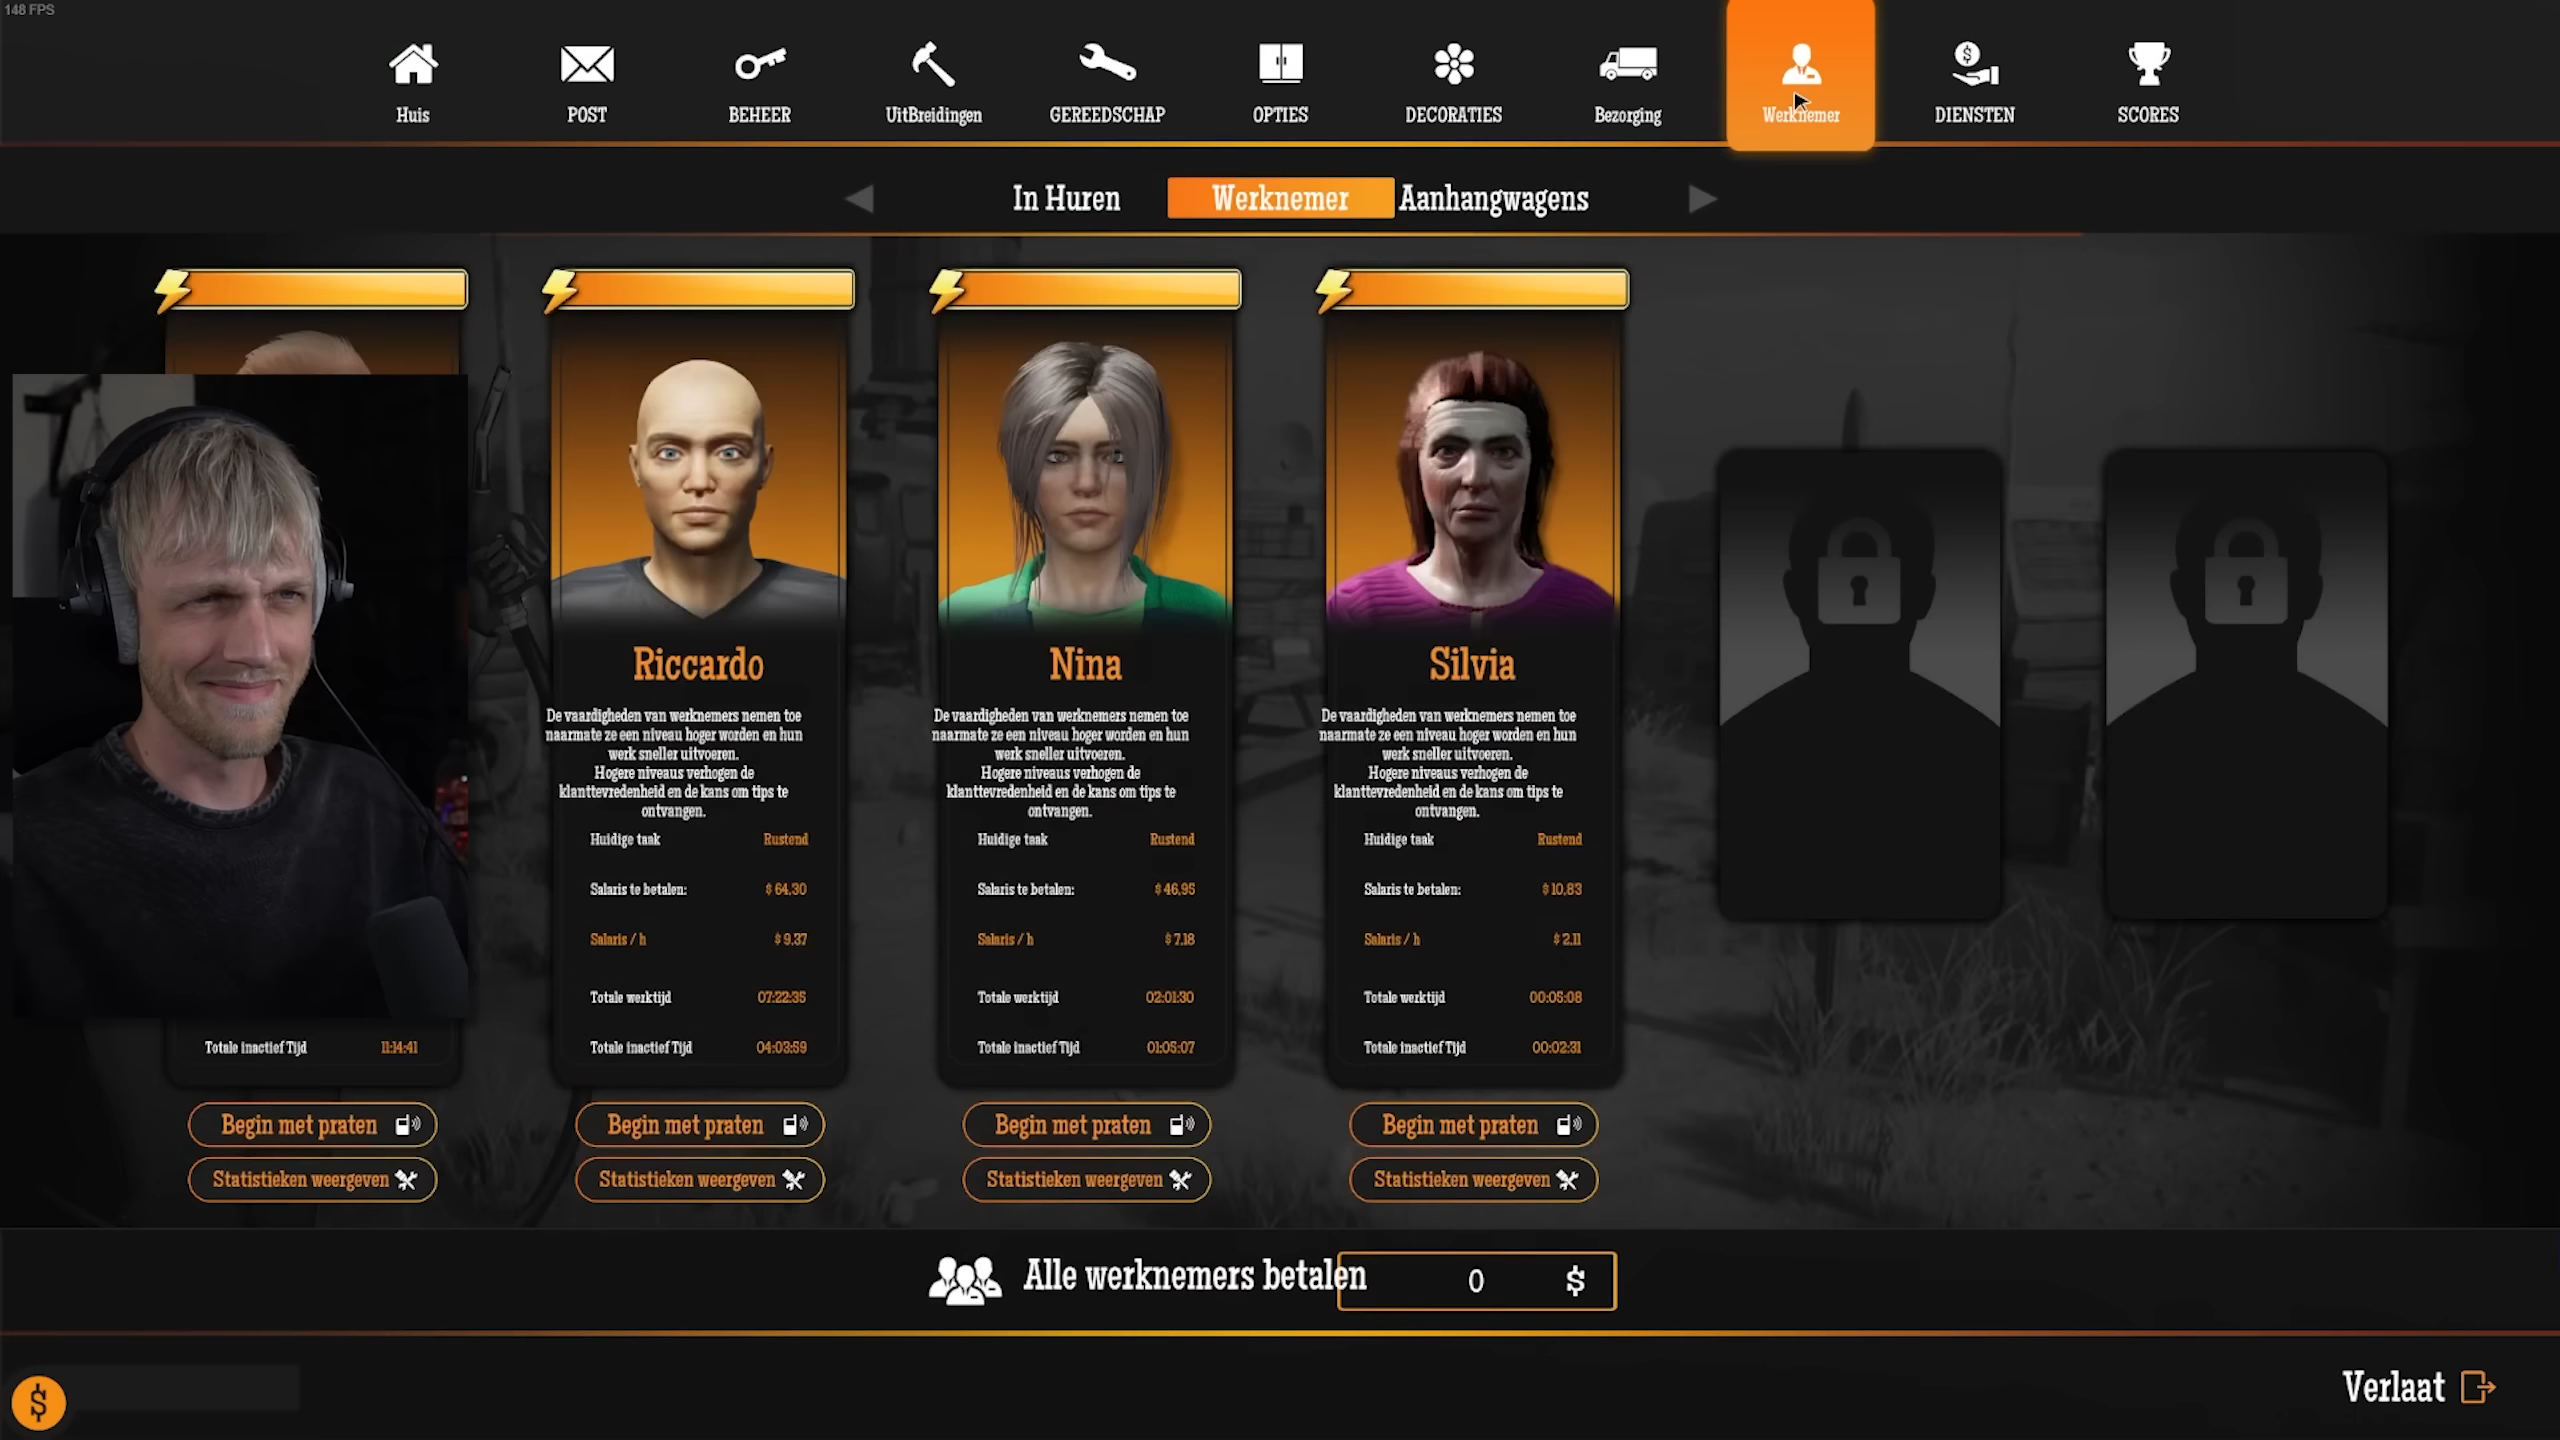 148 FPS
Huis
POST
BEHEER
UitBreidingen
GEREEDSCHAP
OPTIES
DECORATIES
Bezorging
Werknemer
DIENSTEN
SCORES
In Huren
Werknemer
Aanhangwagens
Totale inactief Tijd 11:14:41
Begin met praten
Statistieken weergeven
Riccardo
De vaardigheden van werknemers nemen toe
naarmate ze een niveau hoger worden en hun
werk sneller uitvoeren.
Hogere niveaus verhogen de
klanttevredenheid en de kans om tips te
ontvangen.
Huidige taak Rustend
Salaris te betalen: $ 64,30
Salaris / h $ 9.37
Totale werktijd 07:22:35
Totale inactief Tijd 04:03:59
Begin met praten
Statistieken weergeven
Nina
De vaardigheden van werknemers nemen toe
naarmate ze een niveau hoger worden en hun
werk sneller uitvoeren.
Hogere niveaus verhogen de
klanttevredenheid en de kans om tips te
ontvangen.
Huidige taak Rustend
Salaris te betalen: $ 46,95
Salaris / h $ 7.18
Totale werktijd 02:01:30
Totale inactief Tijd 01:05:07
Begin met praten
Statistieken weergeven
Silvia
De vaardigheden van werknemers nemen toe
naarmate ze een niveau hoger worden en hun
werk sneller uitvoeren.
Hogere niveaus verhogen de
klanttevredenheid en de kans om tips te
ontvangen.
Huidige taak Rustend
Salaris te betalen: $ 10,83
Salaris / h $ 2.11
Totale werktijd 00:05:08
Totale inactief Tijd 00:02:31
Begin met praten
Statistieken weergeven
Alle werknemers betalen 0 $
$
Verlaat